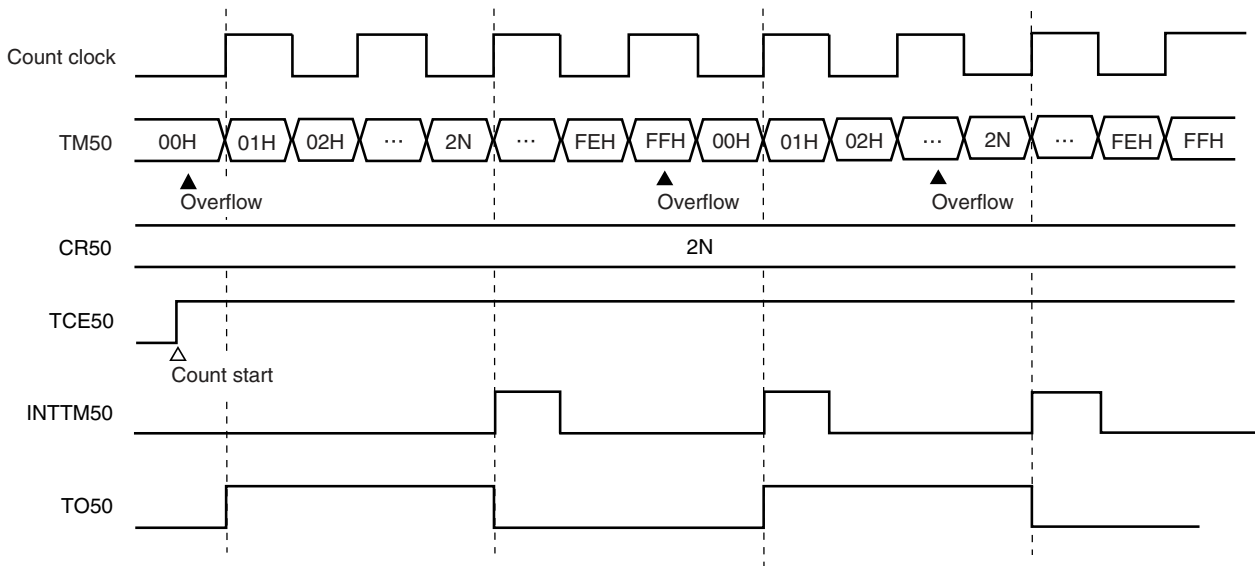 Count clock
TM50 00H 01H 02H ... 2N ... FEH FFH 00H 01H 02H ... 2N ... FEH FFH
Overflow Overflow Overflow
CR50 2N
TCE50
Count start
INTTM50
TO50